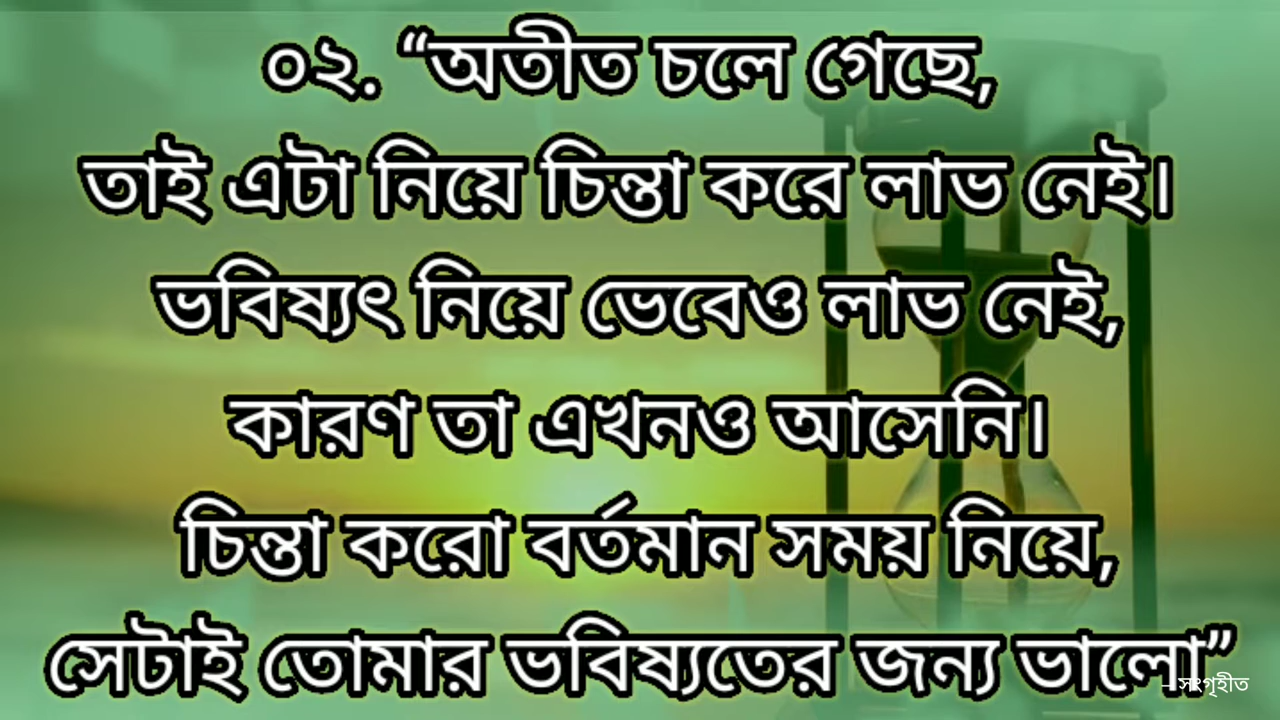 ০২. “অতীত চলে গেছে,
তাই এটা নিয়ে চিন্তা করে লাভ নেই।
ভবিষ্যৎ নিয়ে ভেবেও লাভ নেই,
কারণ তা এখনও আসেনি।
চিন্তা করো বর্তমান সময় নিয়ে,
সেটাই তোমার ভবিষ্যতের জন্য ভালো”
– সংগৃহীত